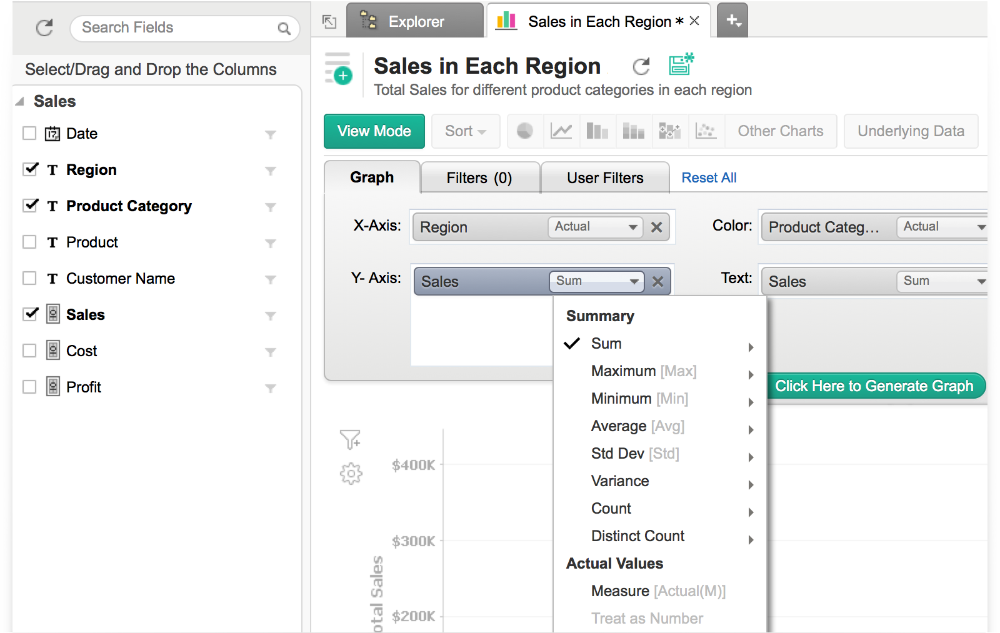 Search Fields
Select/Drag and Drop the Columns
Sales
Date
T Region
T Product Category
T Product
T Customer Name
Sales
Cost
Profit
Explorer
Sales in Each Region *
Sales in Each Region
Total Sales for different product categories in each region
View Mode
Sort
Other Charts
Underlying Data
Graph
Filters (0)
User Filters
Reset All
X-Axis:
Region
Actual
Color:
Product Categ...
Actual
Y- Axis:
Sales
Sum
Text:
Sales
Sum
Summary
Sum
Maximum [Max]
Minimum [Min]
Average [Avg]
Std Dev [Std]
Variance
Count
Distinct Count
Actual Values
Measure [Actual(M)]
Treat as Number
Click Here to Generate Graph
$400K
$300K
$200K
otal Sales